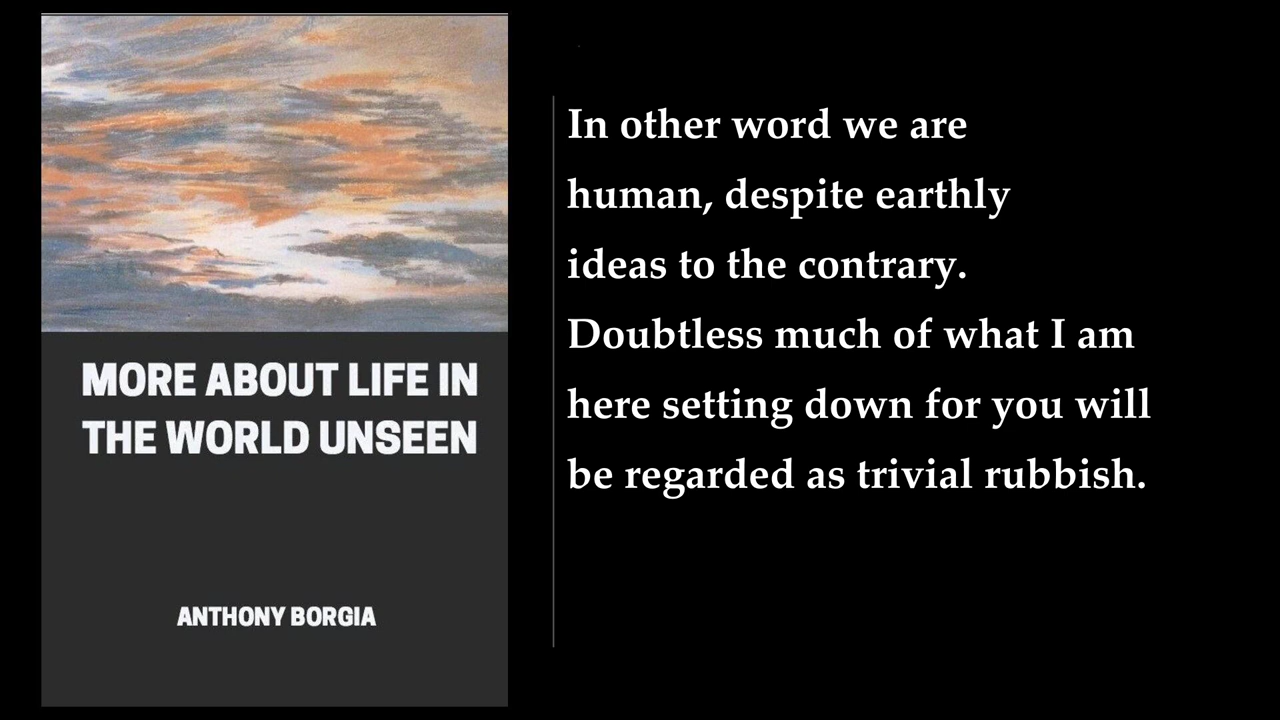 MORE ABOUT LIFE IN
THE WORLD UNSEEN
ANTHONY BORGIA
In other word we are
human, despite earthly
ideas to the contrary.
Doubtless much of what I am
here setting down for you will
be regarded as trivial rubbish.